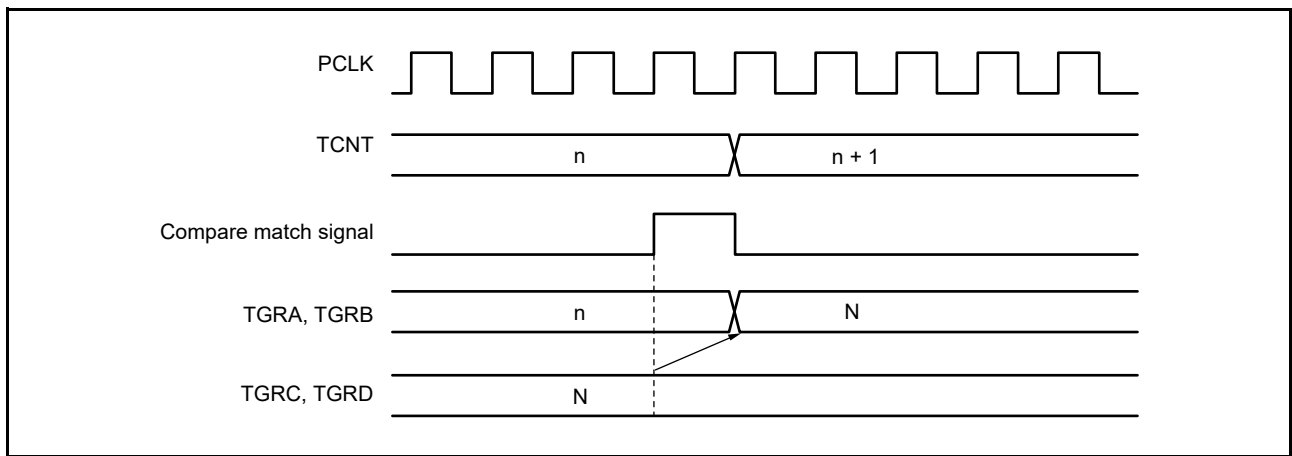 PCLK
TCNT n n + 1
Compare match signal
TGRA, TGRB n N
TGRC, TGRD N